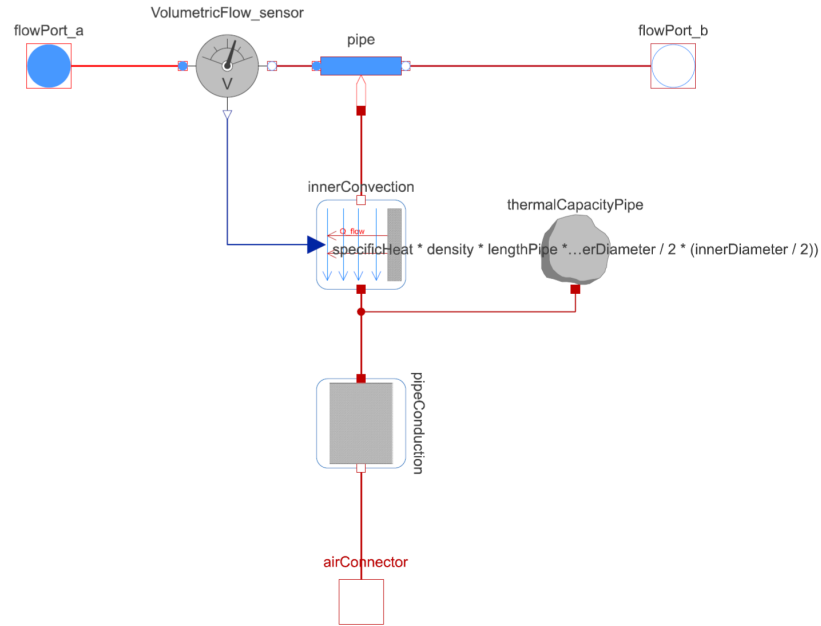 VolumetricFlow_sensor
flowPort_a
flowPort_b
pipe
V
innerConvection
thermalCapacityPipe
Q_flow
specificHeat * density * lengthPipe *...erDiameter / 2 * (innerDiameter / 2))
pipeConduction
airConnector